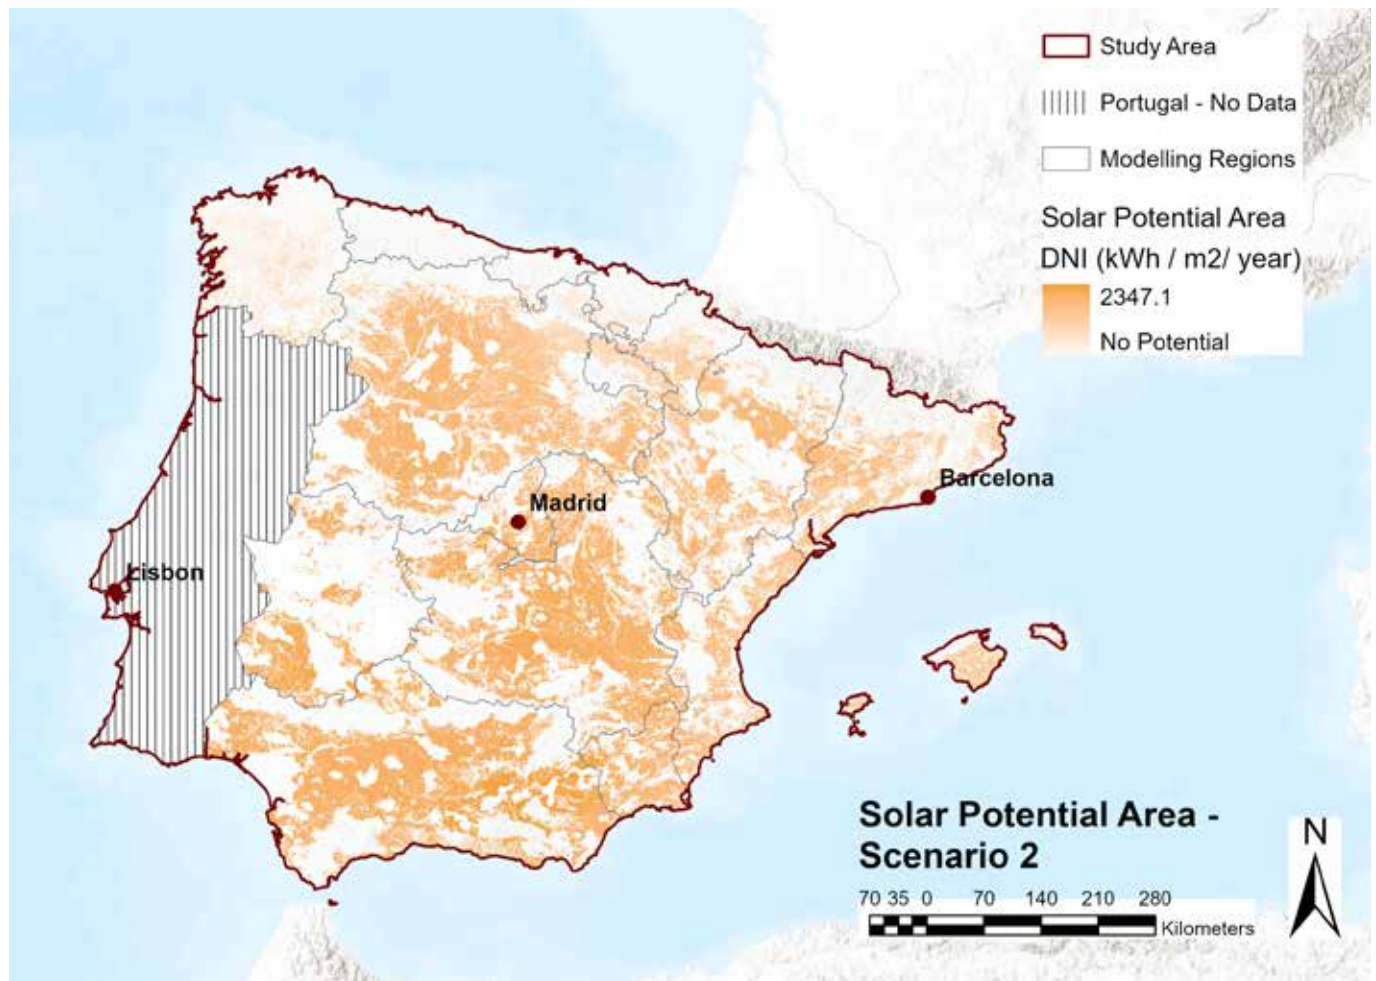 Study Area
Portugal - No Data
Modelling Regions
Solar Potential Area
DNI (kWh / m2/ year)
2347.1
No Potential
Barcelona
Madrid
Lisbon
Solar Potential Area -
Scenario 2
N
70 35 0 70 140 210 280
Kilometers